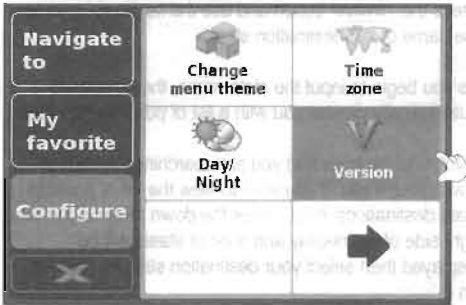 Navigate
to
My
favorite
Configure
Change
menu theme
Time
zone
Day/
Night
Version